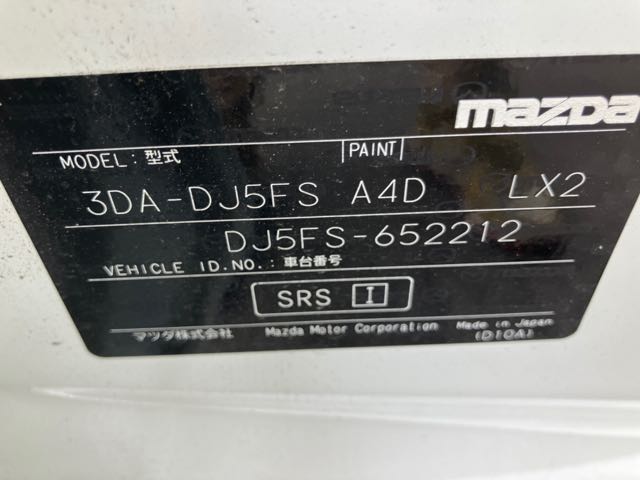 mazda
MODEL:型式 PAINT
3DA-DJ5FS A4D LX2
DJ5FS-652212
VEHICLE ID.NO.:車台番号
SRS I
マツダ株式会社 Mazda Motor Corporation Made in Japan
(D10A)